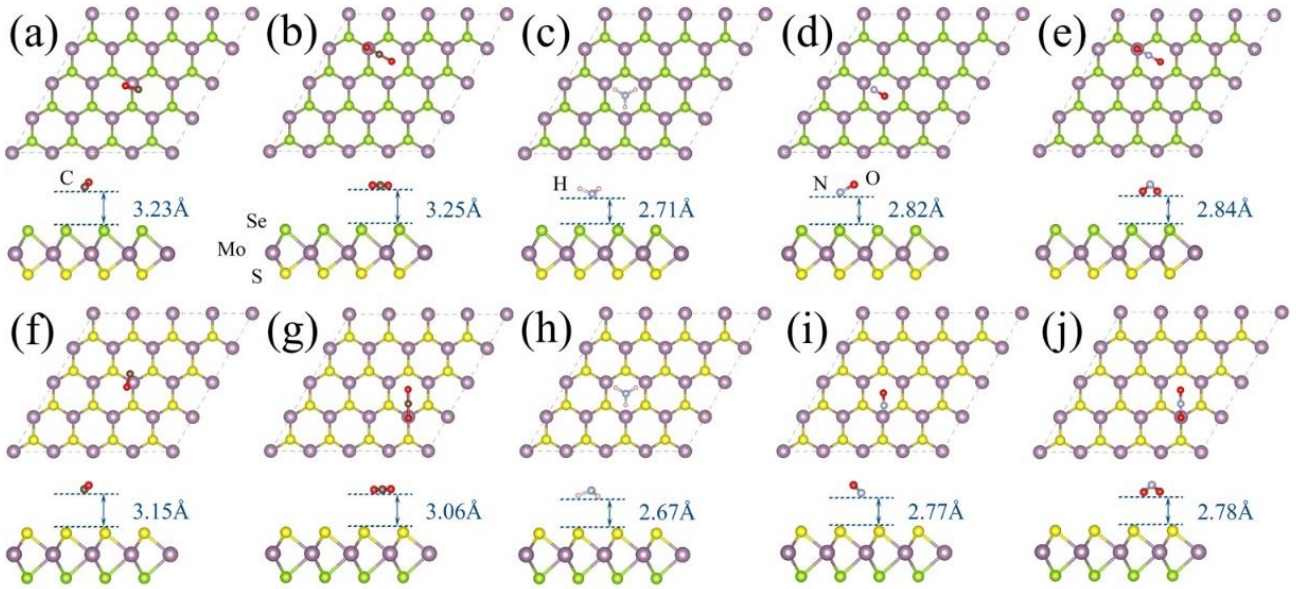 (a) (b) (c) (d) (e)
C H N O
3.23Å 3.25Å 2.71Å 2.82Å 2.84Å
Se
Mo
S
(f) (g) (h) (i) (j)
3.15Å 3.06Å 2.67Å 2.77Å 2.78Å